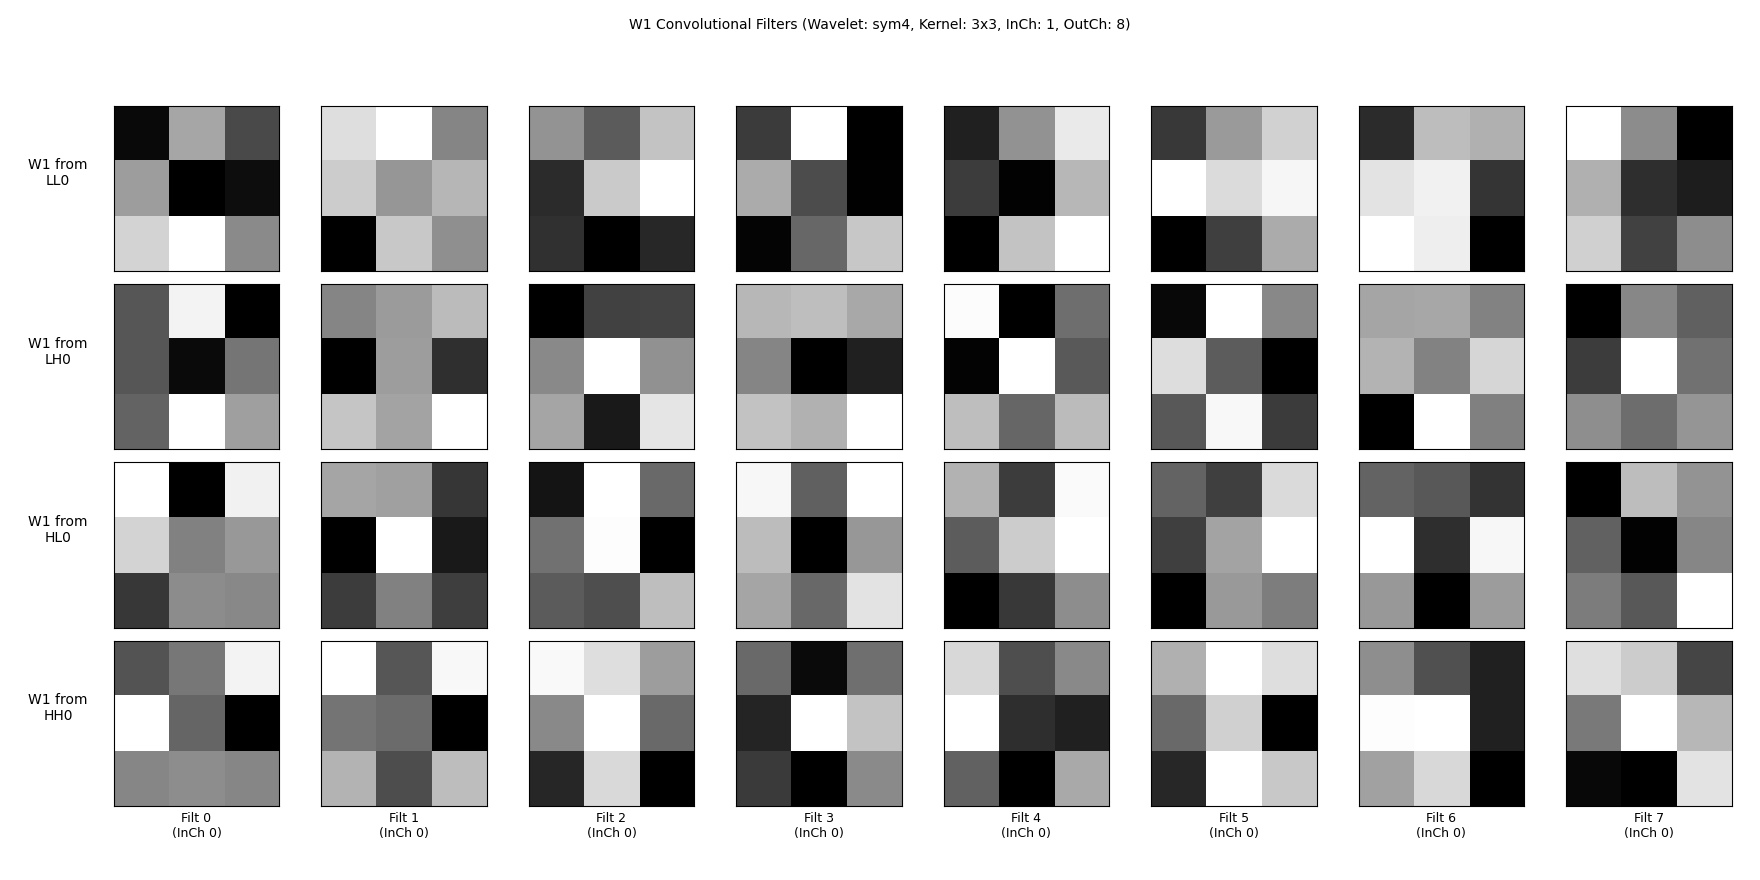 W1 Convolutional Filters (Wavelet: sym4, Kernel: 3x3, InCh: 1, OutCh: 8)
W1 from
LL0
W1 from
LH0
W1 from
HL0
W1 from
HH0
Filt 0
(InCh 0)
Filt 1
(InCh 0)
Filt 2
(InCh 0)
Filt 3
(InCh 0)
Filt 4
(InCh 0)
Filt 5
(InCh 0)
Filt 6
(InCh 0)
Filt 7
(InCh 0)